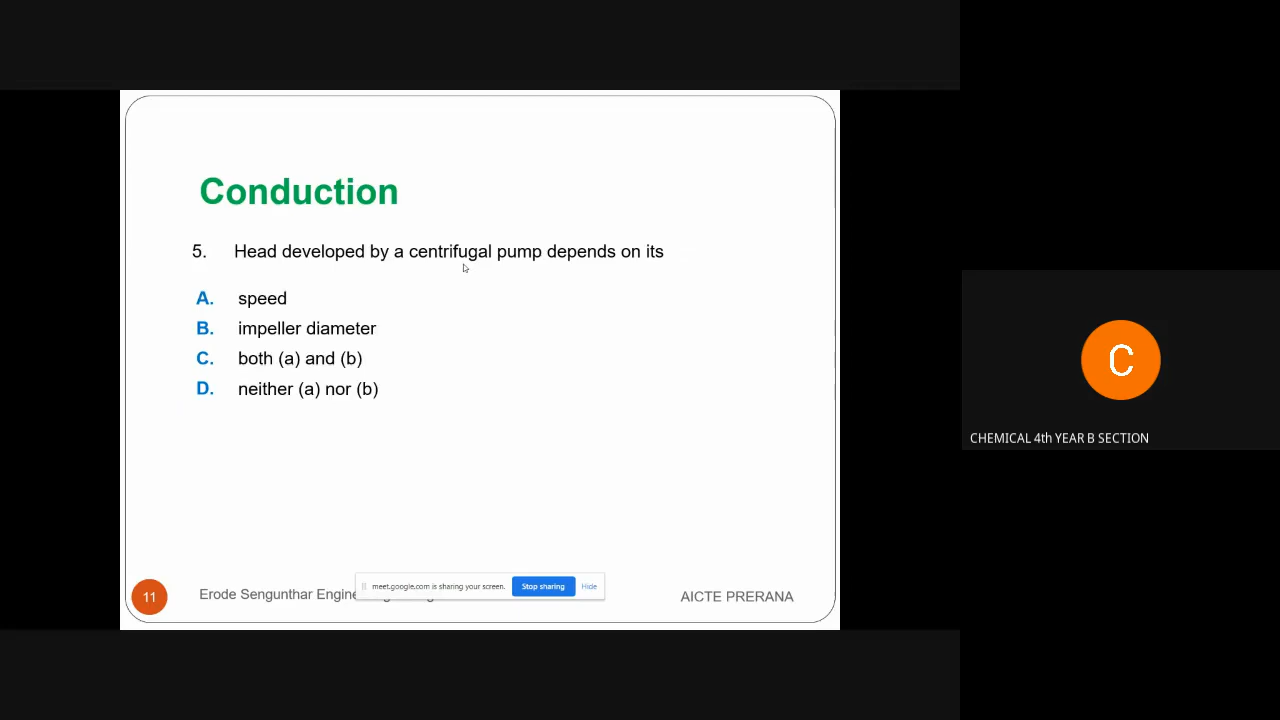 Conduction
5. Head developed by a centrifugal pump depends on its
A. speed
B. impeller diameter
C. both (a) and (b)
D. neither (a) nor (b)
C
CHEMICAL 4th YEAR B SECTION
meet.google.com is sharing your screen. Stop sharing Hide
11 Erode Sengunthar AICTE PRERANA